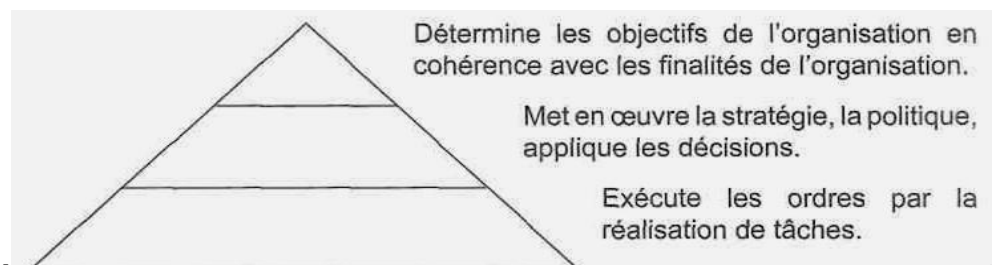 Détermine les objectifs de l'organisation en
cohérence avec les finalités de l'organisation.
Met en œuvre la stratégie, la politique,
applique les décisions.
Exécute les ordres par la
réalisation de tâches.